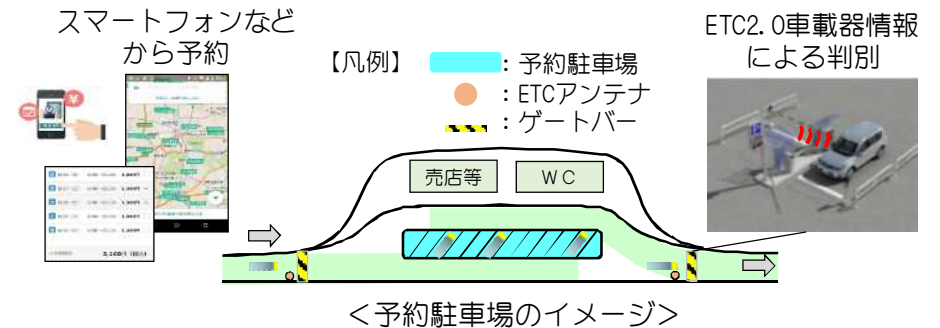 スマートフォンなど
から予約
ETC2.0車載器情報
による判別
【凡例】
：予約駐車場
：ETCアンテナ
：ゲートバー
売店等
ＷＣ
＜予約駐車場のイメージ＞